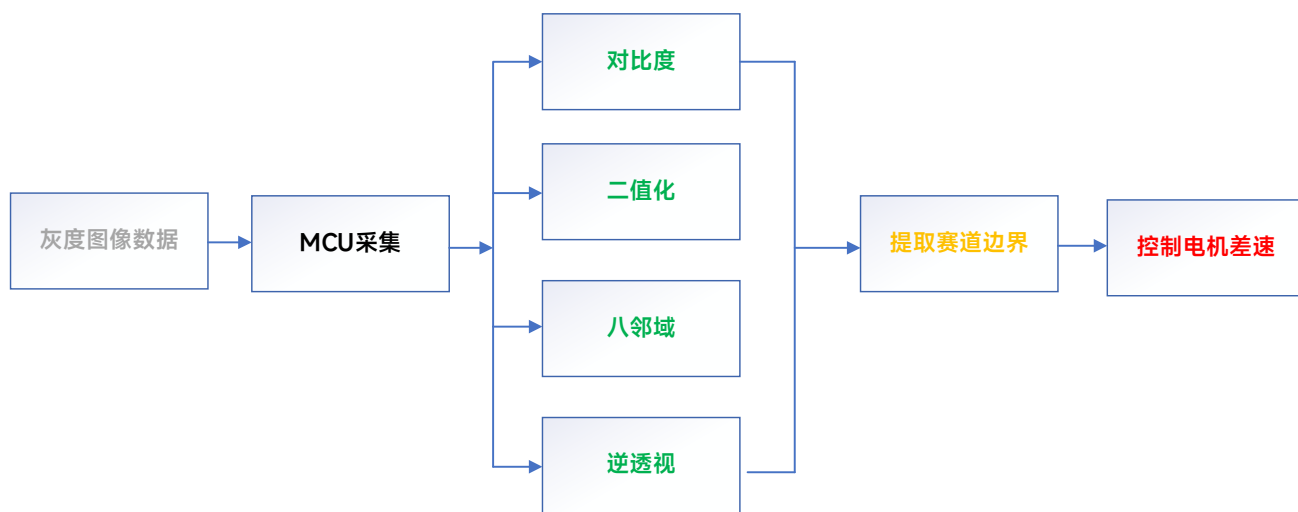 灰度图像数据
MCU采集
对比度
二值化
八邻域
逆透视
提取赛道边界
控制电机差速